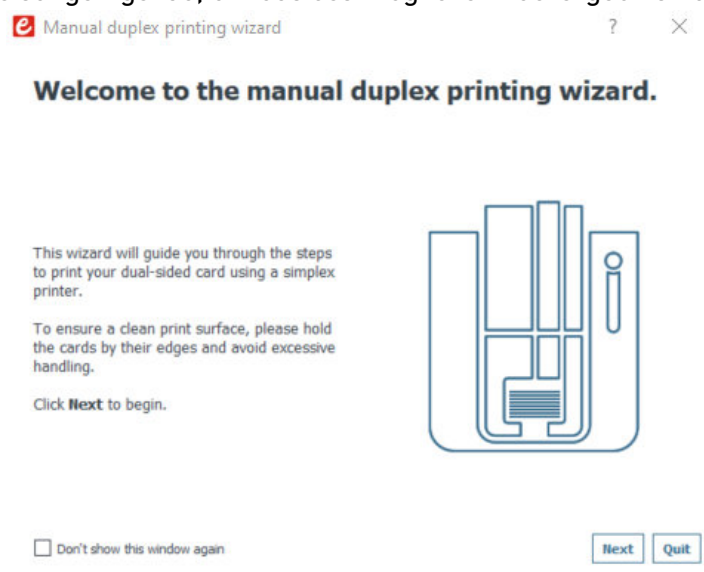 Manual duplex printing wizard
Welcome to the manual duplex printing wizard.
This wizard will guide you through the steps
to print your dual-sided card using a simplex
printer.
To ensure a clean print surface, please hold
the cards by their edges and avoid excessive
handling.
Click Next to begin.
Don't show this window again
Next Quit